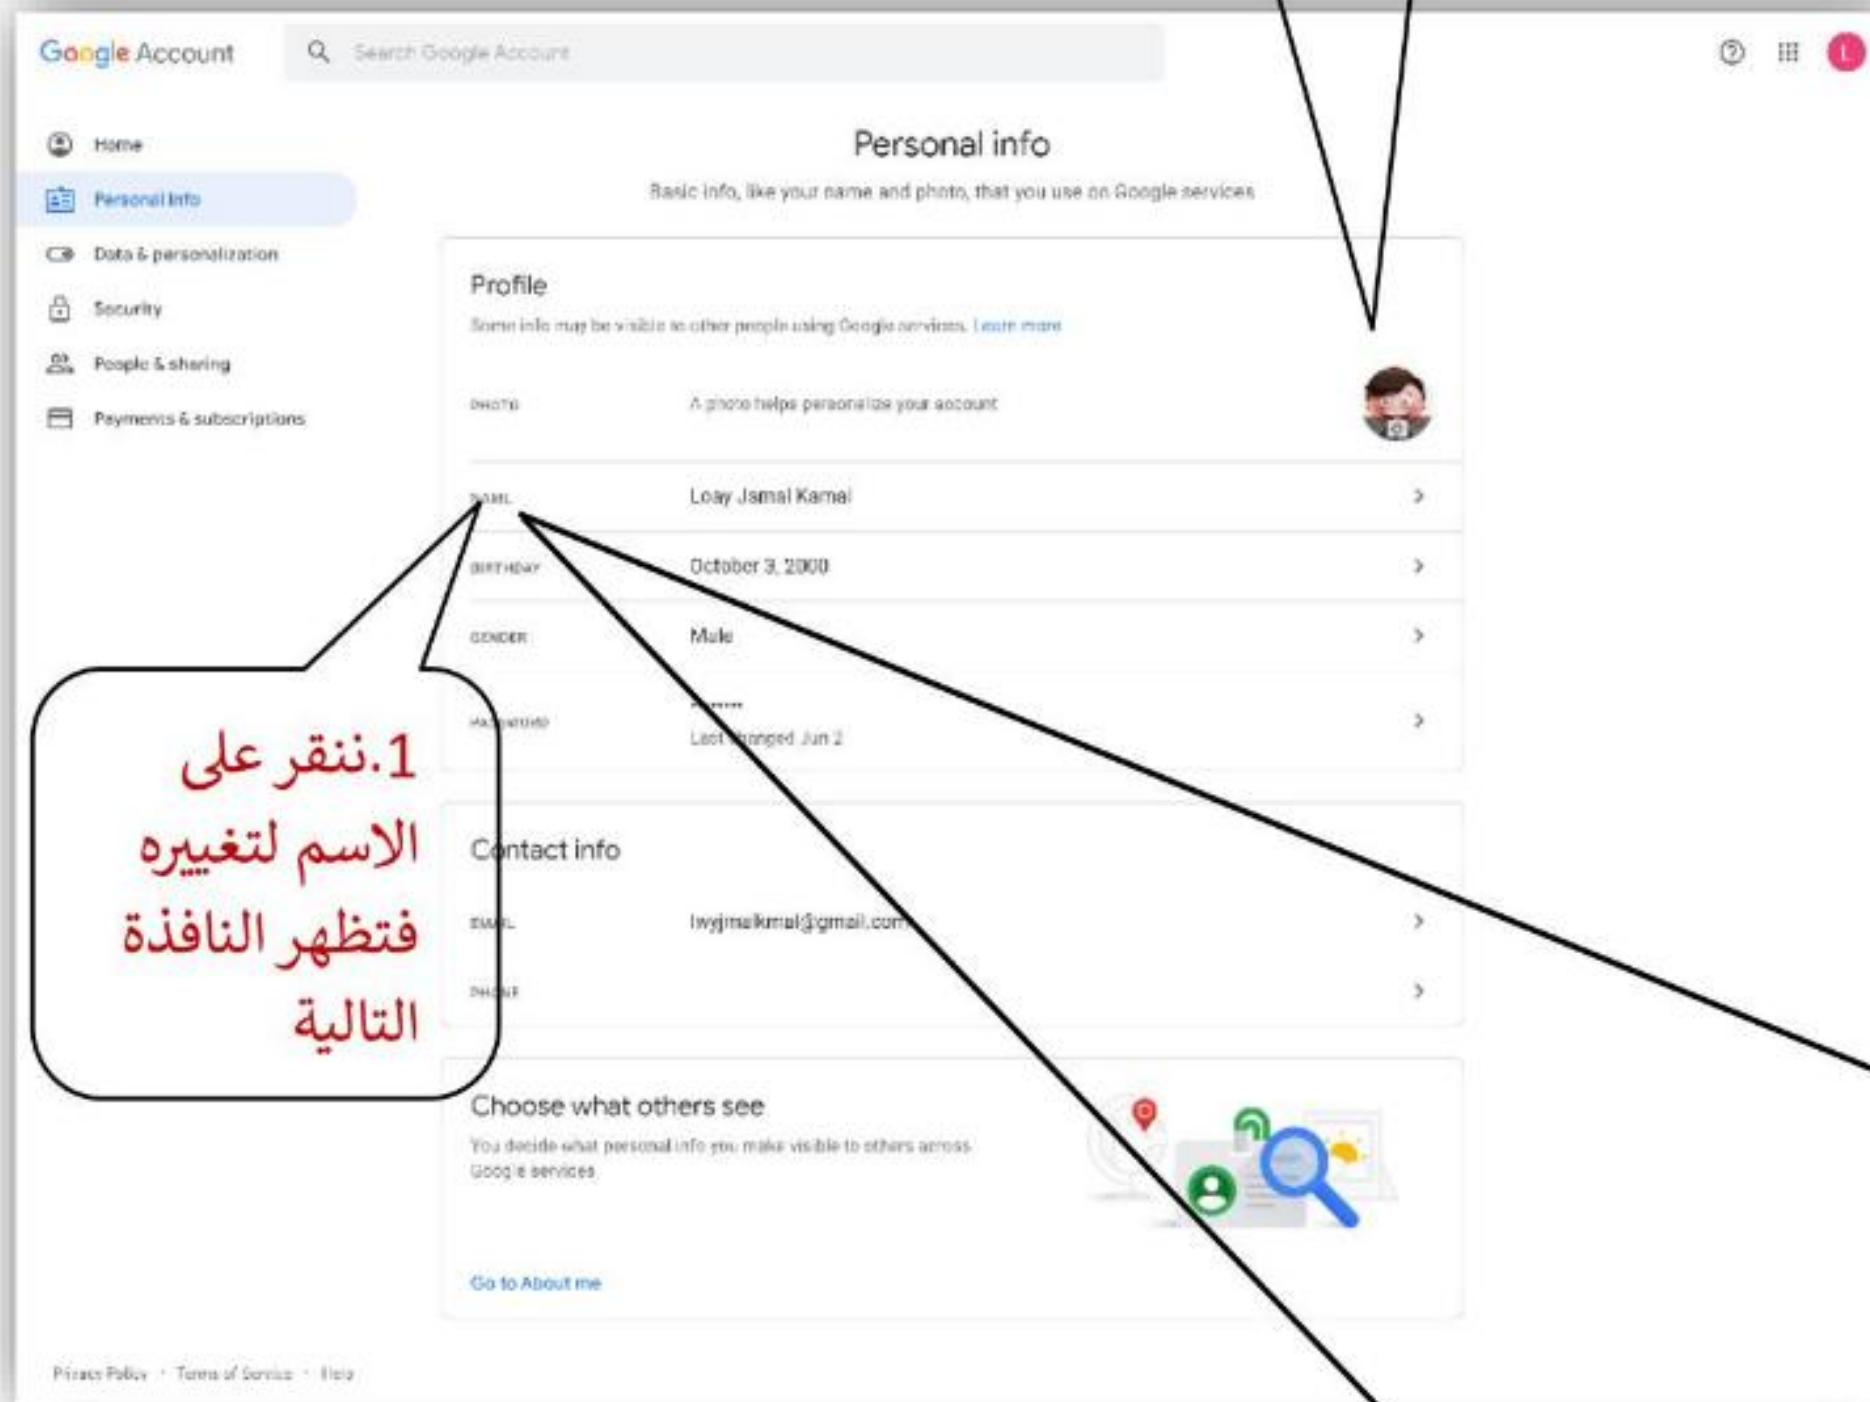 Google Account
Search Google Account
L
Home
Personal info
Data & personalization
Security
People & sharing
Payments & subscriptions
Personal info
Basic info, like your name and photo, that you use on Google services
Profile
Some info may be visible to other people using Google services. Learn more
PHOTO A photo helps personalize your account
NAME Loay Jamal Kamal
BIRTHDAY October 3, 2000
GENDER Male
PASSWORD ••••••••
Last changed Jun 2
1.ننقر على
الاسم لتغييره
فتظهر النافذة
التالية
Contact info
EMAIL lwyjmalkmal@gmail.com
PHONE
Choose what others see
You decide what personal info you make visible to others across
Google services
Go to About me
Privacy Policy · Terms of Service · Help